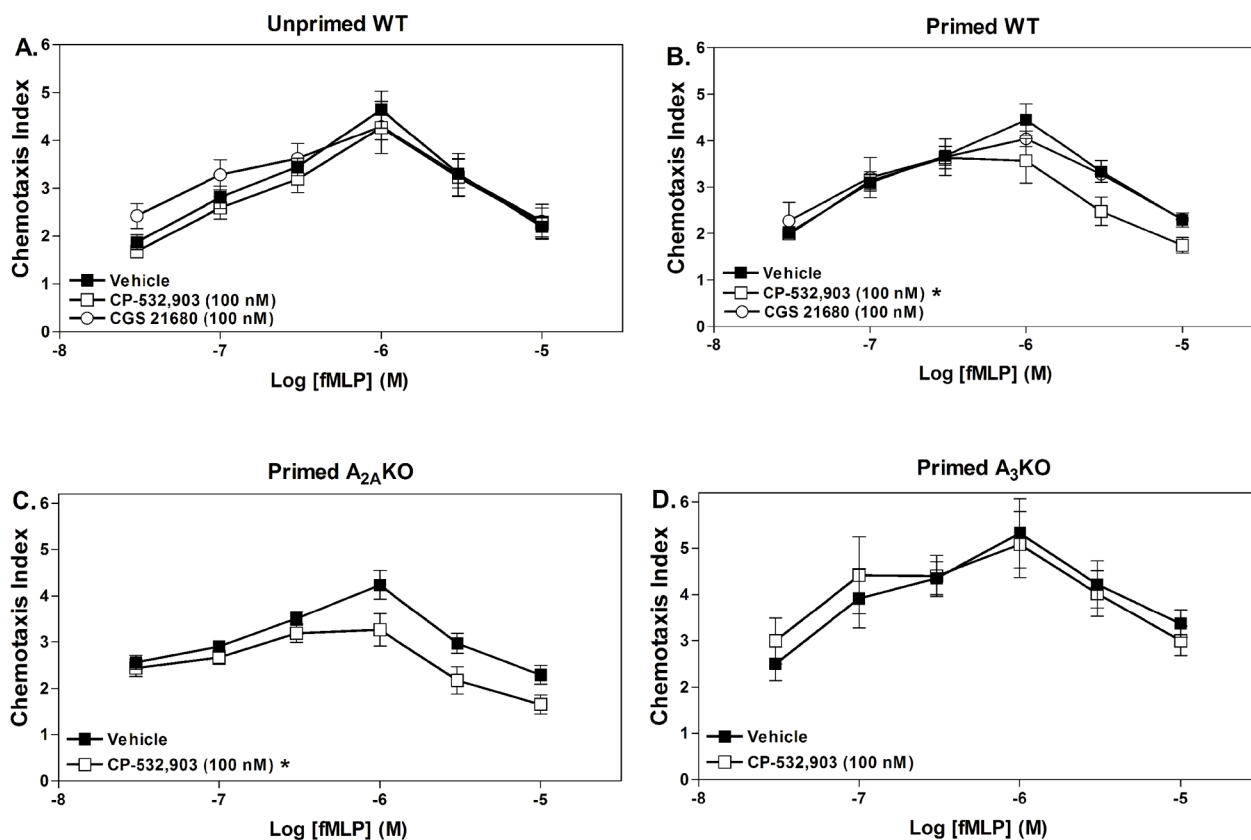 Unprimed WT
A.
Chemotaxis Index
6
5
4
3
2
1
0
Vehicle
CP-532,903 (100 nM)
CGS 21680 (100 nM)
-8 -7 -6 -5
Log [fMLP] (M)
Primed WT
B.
Chemotaxis Index
6
5
4
3
2
1
0
Vehicle
CP-532,903 (100 nM) *
CGS 21680 (100 nM)
-8 -7 -6 -5
Log [fMLP] (M)
Primed A2AKO
C.
Chemotaxis Index
6
5
4
3
2
1
0
Vehicle
CP-532,903 (100 nM) *
-8 -7 -6 -5
Log [fMLP] (M)
Primed A3KO
D.
Chemotaxis Index
6
5
4
3
2
1
0
Vehicle
CP-532,903 (100 nM)
-8 -7 -6 -5
Log [fMLP] (M)